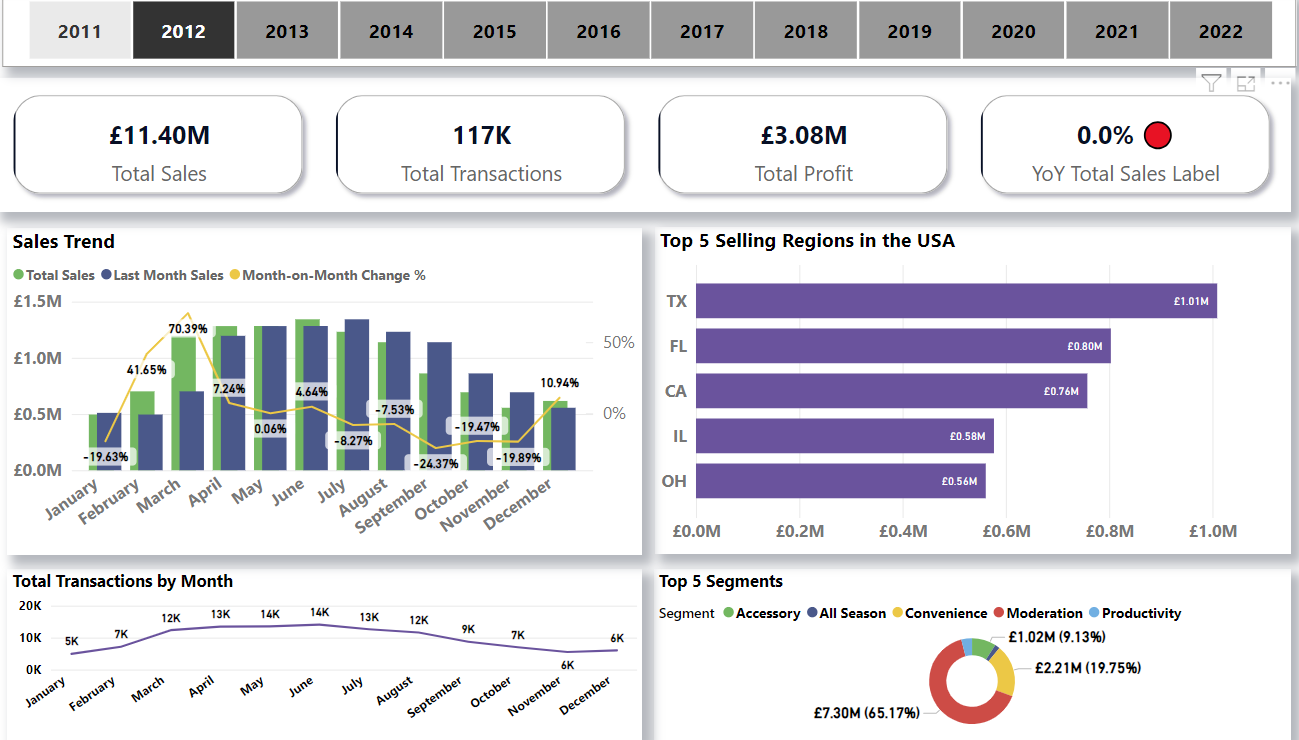 2011 2012 2013 2014 2015 2016 2017 2018 2019 2020 2021 2022
£11.40M
Total Sales
117K
Total Transactions
£3.08M
Total Profit
0.0%
YoY Total Sales Label
Sales Trend
Total Sales Last Month Sales Month-on-Month Change %
£1.5M
£1.0M
£0.5M
£0.0M
50%
0%
-19.63%
41.65%
70.39%
7.24%
0.06%
4.64%
-8.27%
-7.53%
-24.37%
-19.47%
-19.89%
10.94%
January February March April May June July August September October November December
Top 5 Selling Regions in the USA
TX £1.01M
FL £0.80M
CA £0.76M
IL £0.58M
OH £0.56M
£0.0M £0.2M £0.4M £0.6M £0.8M £1.0M
Total Transactions by Month
20K
10K
0K
5K 7K 12K 13K 14K 14K 13K 12K 9K 7K 6K 6K
January February March April May June July August September October November December
Top 5 Segments
Segment Accessory All Season Convenience Moderation Productivity
£1.02M (9.13%)
£2.21M (19.75%)
£7.30M (65.17%)